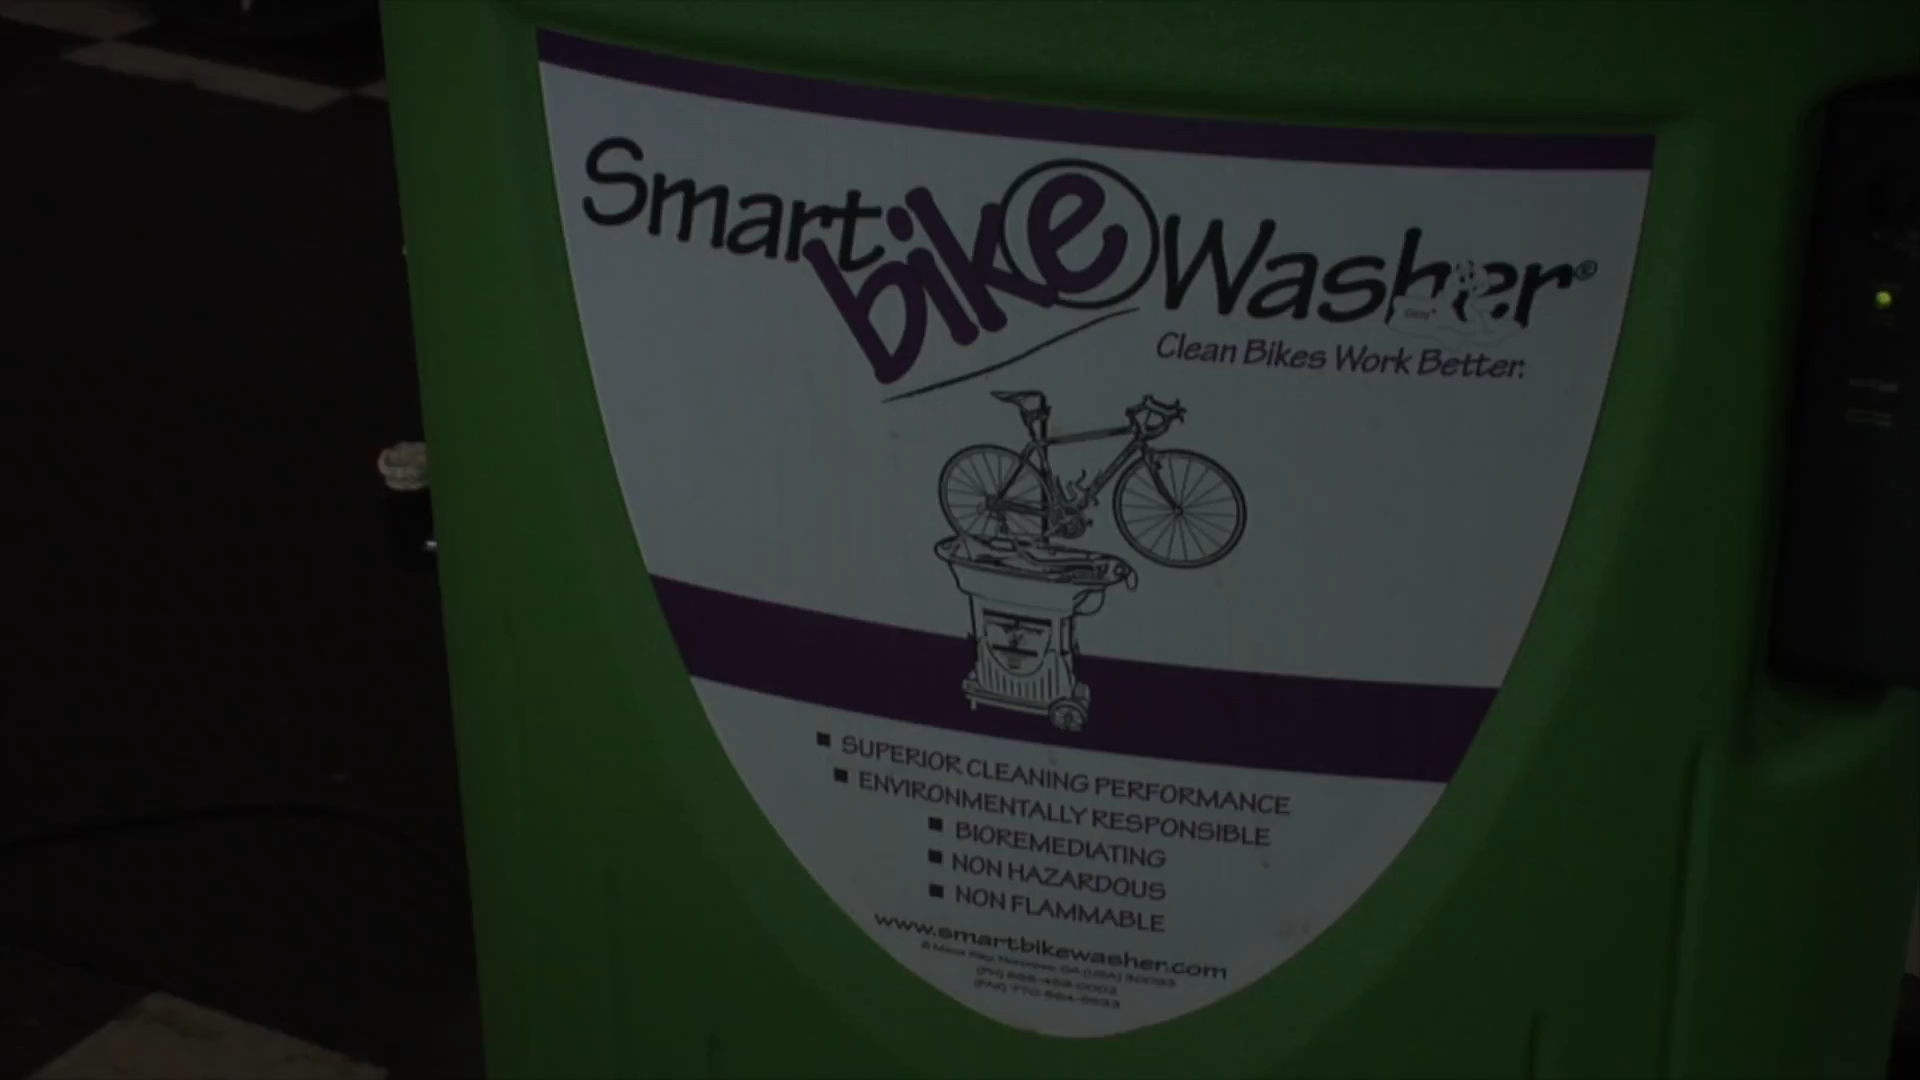 Smart bike Washer®
Clean Bikes Work Better.
■ SUPERIOR CLEANING PERFORMANCE
■ ENVIRONMENTALLY RESPONSIBLE
■ BIOREMEDIATING
■ NON HAZARDOUS
■ NON FLAMMABLE
www.smartbikewasher.com